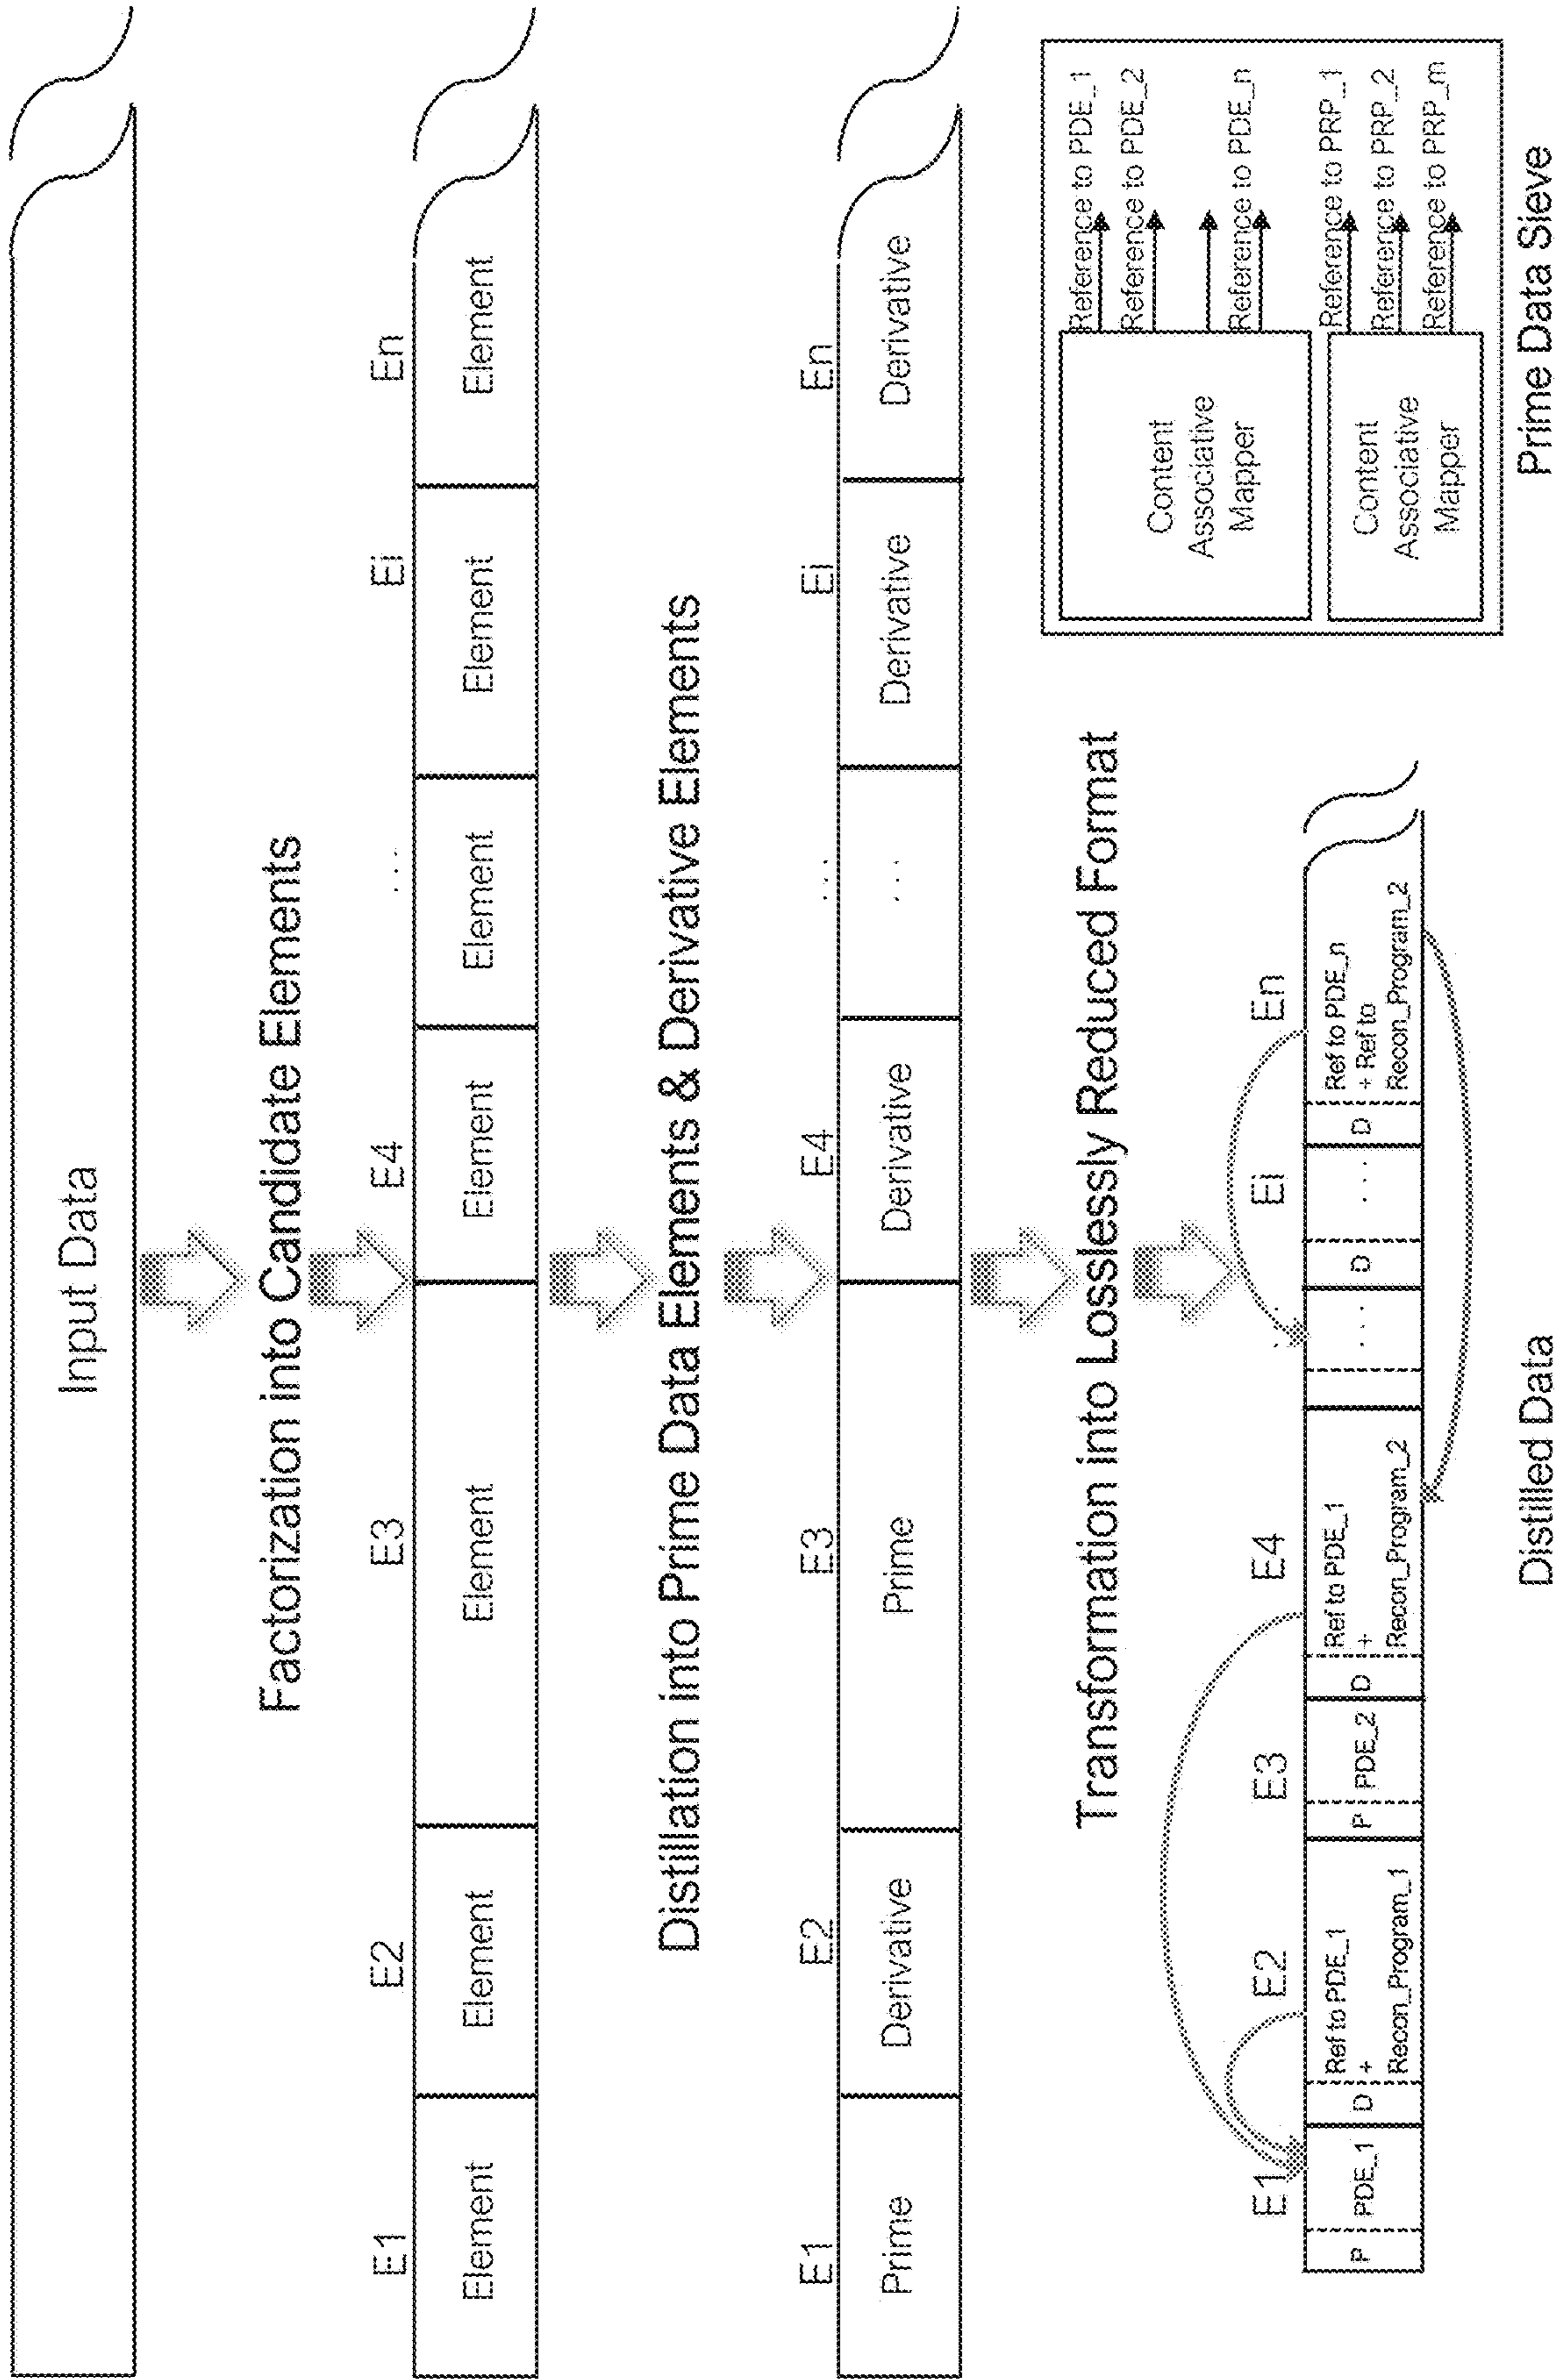 Input Data
Factorization into Candidate Elements
E1 E2 E3 E4 ... Ei En
Element Element Element Element Element Element Element
Distillation into Prime Data Elements & Derivative Elements
E1 E2 E3 E4 ... Ei En
Prime Derivative Prime Derivative ... Derivative Derivative
Transformation into Losslessly Reduced Format
E1 E2 E3 E4 ... Ei En
P PDE_1
D Ref to PDE_1
+
Recon_Program_1
P PDE_2
D Ref to PDE_1
+
Recon_Program_2
...
D ...
D Ref to PDE_n
+ Ref to
Recon_Program_2
Distilled Data
Content
Associative
Mapper
Reference to PDE_1
Reference to PDE_2
Reference to PDE_n
Content
Associative
Mapper
Reference to PRP_1
Reference to PRP_2
Reference to PRP_m
Prime Data Sieve